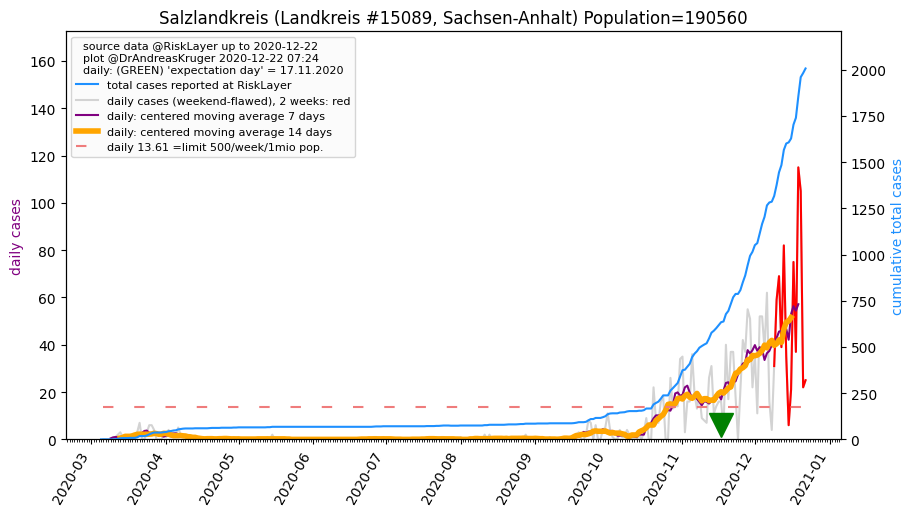 Salzlandkreis (Landkreis #15089, Sachsen-Anhalt) Population=190560
source data @RiskLayer up to 2020-12-22
plot @DrAndreasKruger 2020-12-22 07:24
daily: (GREEN) 'expectation day' = 17.11.2020
total cases reported at RiskLayer
daily cases (weekend-flawed), 2 weeks: red
daily: centered moving average 7 days
daily: centered moving average 14 days
daily 13.61 =limit 500/week/1mio pop.
daily cases
160
140
120
100
80
60
40
20
0
cumulative total cases
2000
1750
1500
1250
1000
750
500
250
0
2020-03
2020-04
2020-05
2020-06
2020-07
2020-08
2020-09
2020-10
2020-11
2020-12
2021-01